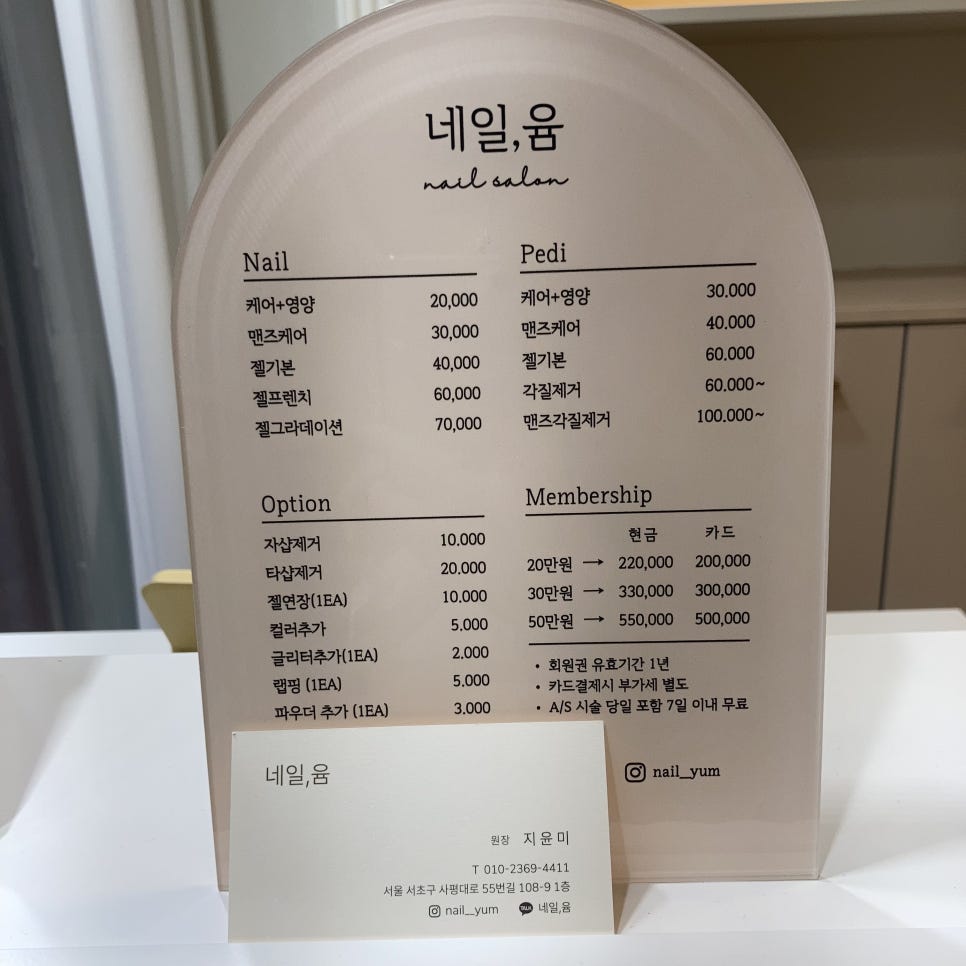 네일,윰
nail salon
Nail
케어+영양 20,000
맨즈케어 30,000
젤기본 40,000
젤프렌치 60,000
젤그라데이션 70,000
Pedi
케어+영양 30.000
맨즈케어 40.000
젤기본 60.000
각질제거 60.000~
맨즈각질제거 100.000~
Option
자샵제거 10.000
타샵제거 20.000
젤연장(1EA) 10.000
컬러추가 5.000
글리터추가(1EA) 2.000
랩핑 (1EA) 5.000
파우더 추가 (1EA) 3.000
Membership
현금 카드
20만원 → 220,000 200,000
30만원 → 330,000 300,000
50만원 → 550,000 500,000
• 회원권 유효기간 1년
• 카드결제시 부가세 별도
• A/S 시술 당일 포함 7일 이내 무료
nail__yum
네일,윰
원장 지윤미
T 010-2369-4411
서울 서초구 사평대로 55번길 108-9 1층
nail__yum TALK 네일,윰